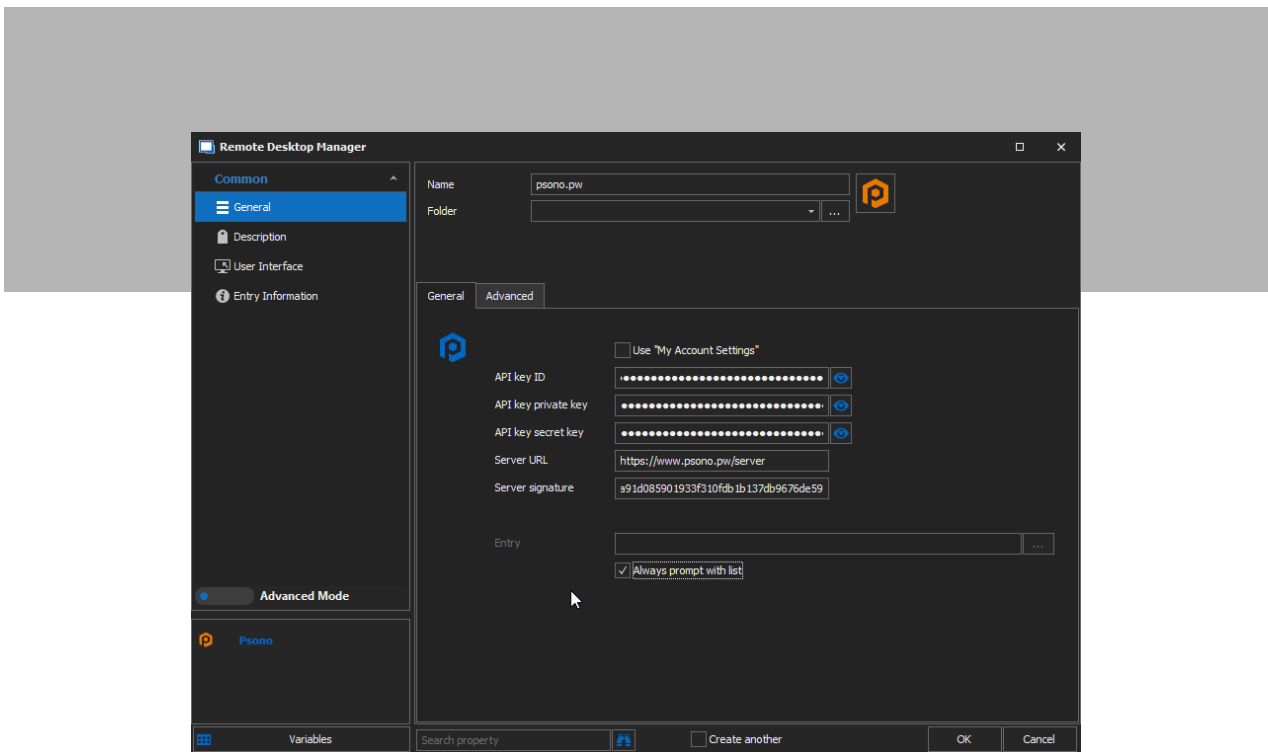 Remote Desktop Manager
Common
General
Description
User Interface
Entry Information
Advanced Mode
Psono
Variables
Name
psono.pw
Folder
...
General
Advanced
Use "My Account Settings"
API key ID
●●●●●●●●●●●●●●●●●●●●●●●●●●●●●
API key private key
●●●●●●●●●●●●●●●●●●●●●●●●●●●●●
API key secret key
●●●●●●●●●●●●●●●●●●●●●●●●●●●●●
Server URL
https://www.psono.pw/server
Server signature
a91d085901933f310fdb1b137db9676de59
Entry
...
Always prompt with list
Search property
Create another
OK
Cancel